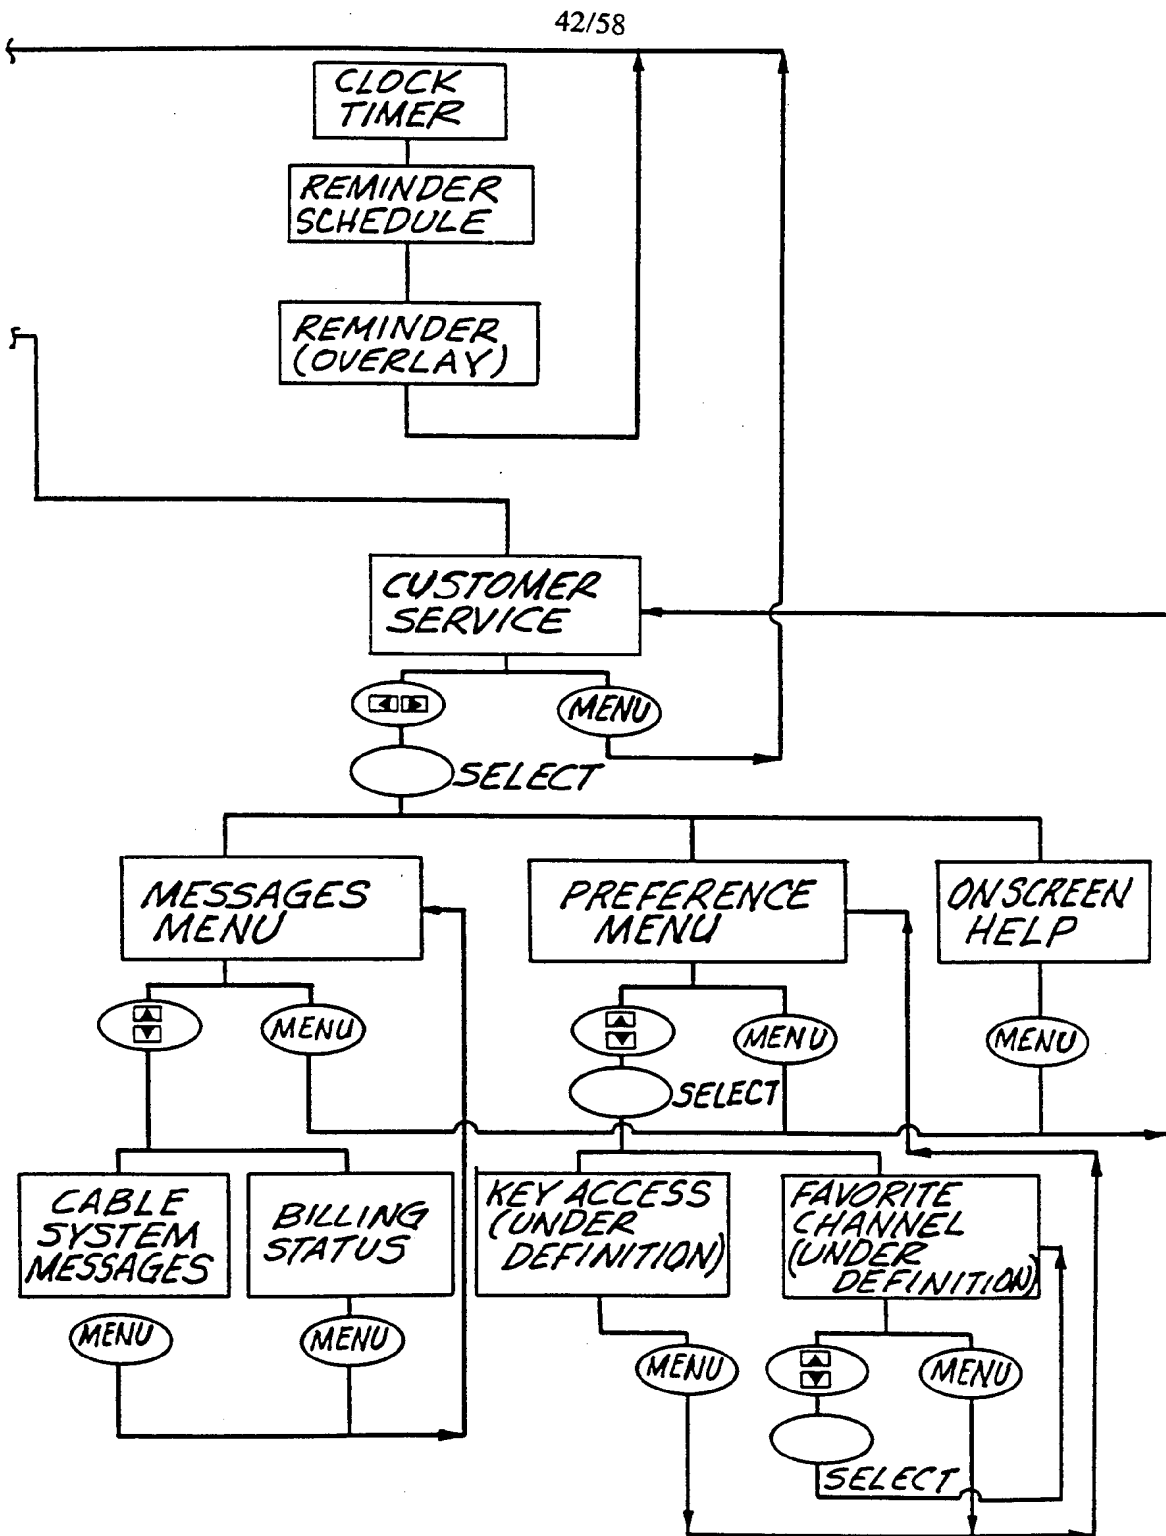 42/58
CLOCK
TIMER
REMINDER
SCHEDULE
REMINDER
(OVERLAY)
CUSTOMER
SERVICE
MENU
SELECT
MESSAGES
MENU
PREFERENCE
MENU
ONSCREEN
HELP
MENU
MENU
MENU
SELECT
CABLE
SYSTEM
MESSAGES
BILLING
STATUS
KEY ACCESS
(UNDER
DEFINITION)
FAVORITE
CHANNEL
(UNDER
DEFINITION)
MENU
MENU
MENU
MENU
SELECT